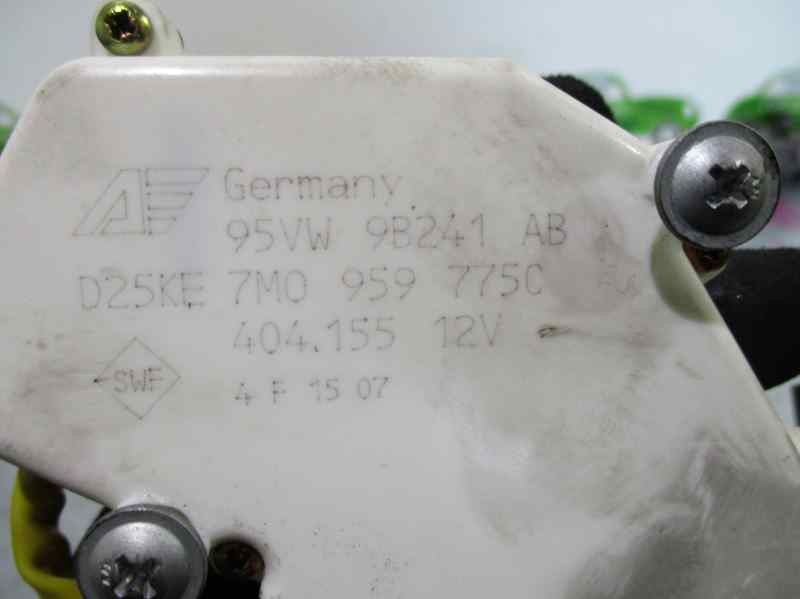 Germany
95VW 9B241 AB
D25KE 7M0 959 775C
404.155 12V
SWF
4 F 15 07